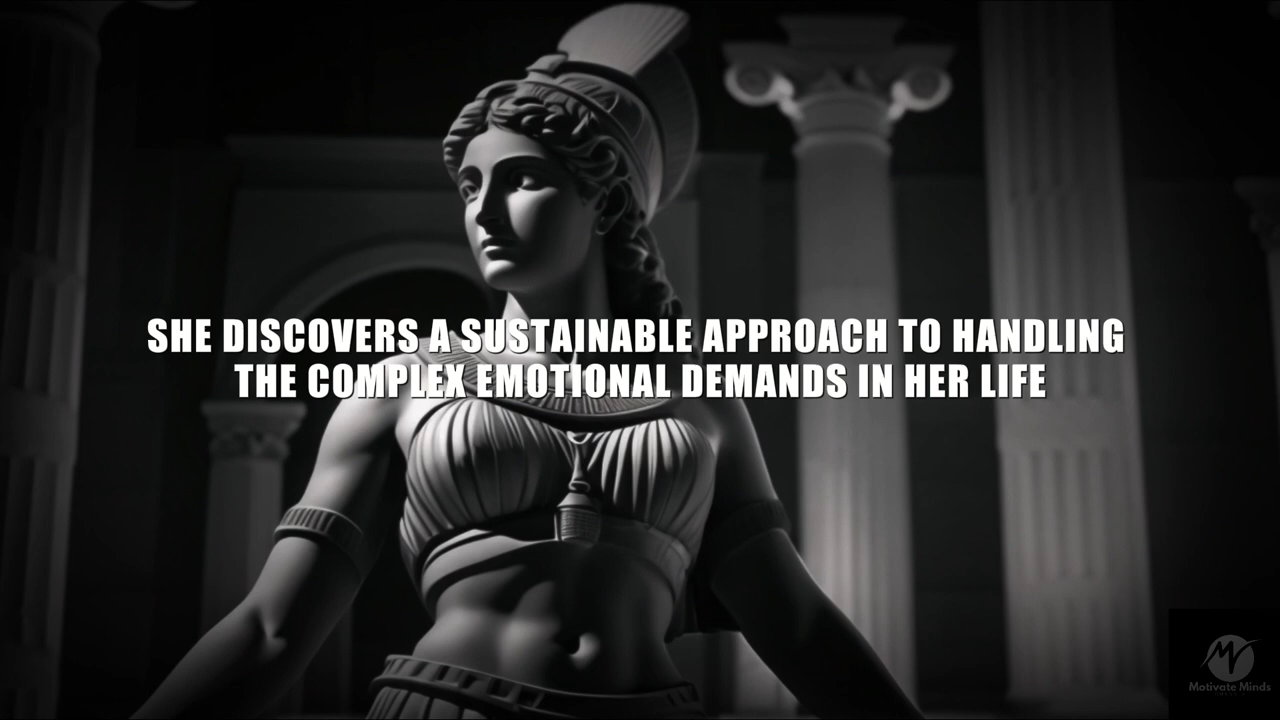 SHE DISCOVERS A SUSTAINABLE APPROACH TO HANDLING
THE COMPLEX EMOTIONAL DEMANDS IN HER LIFE
Motivate Minds